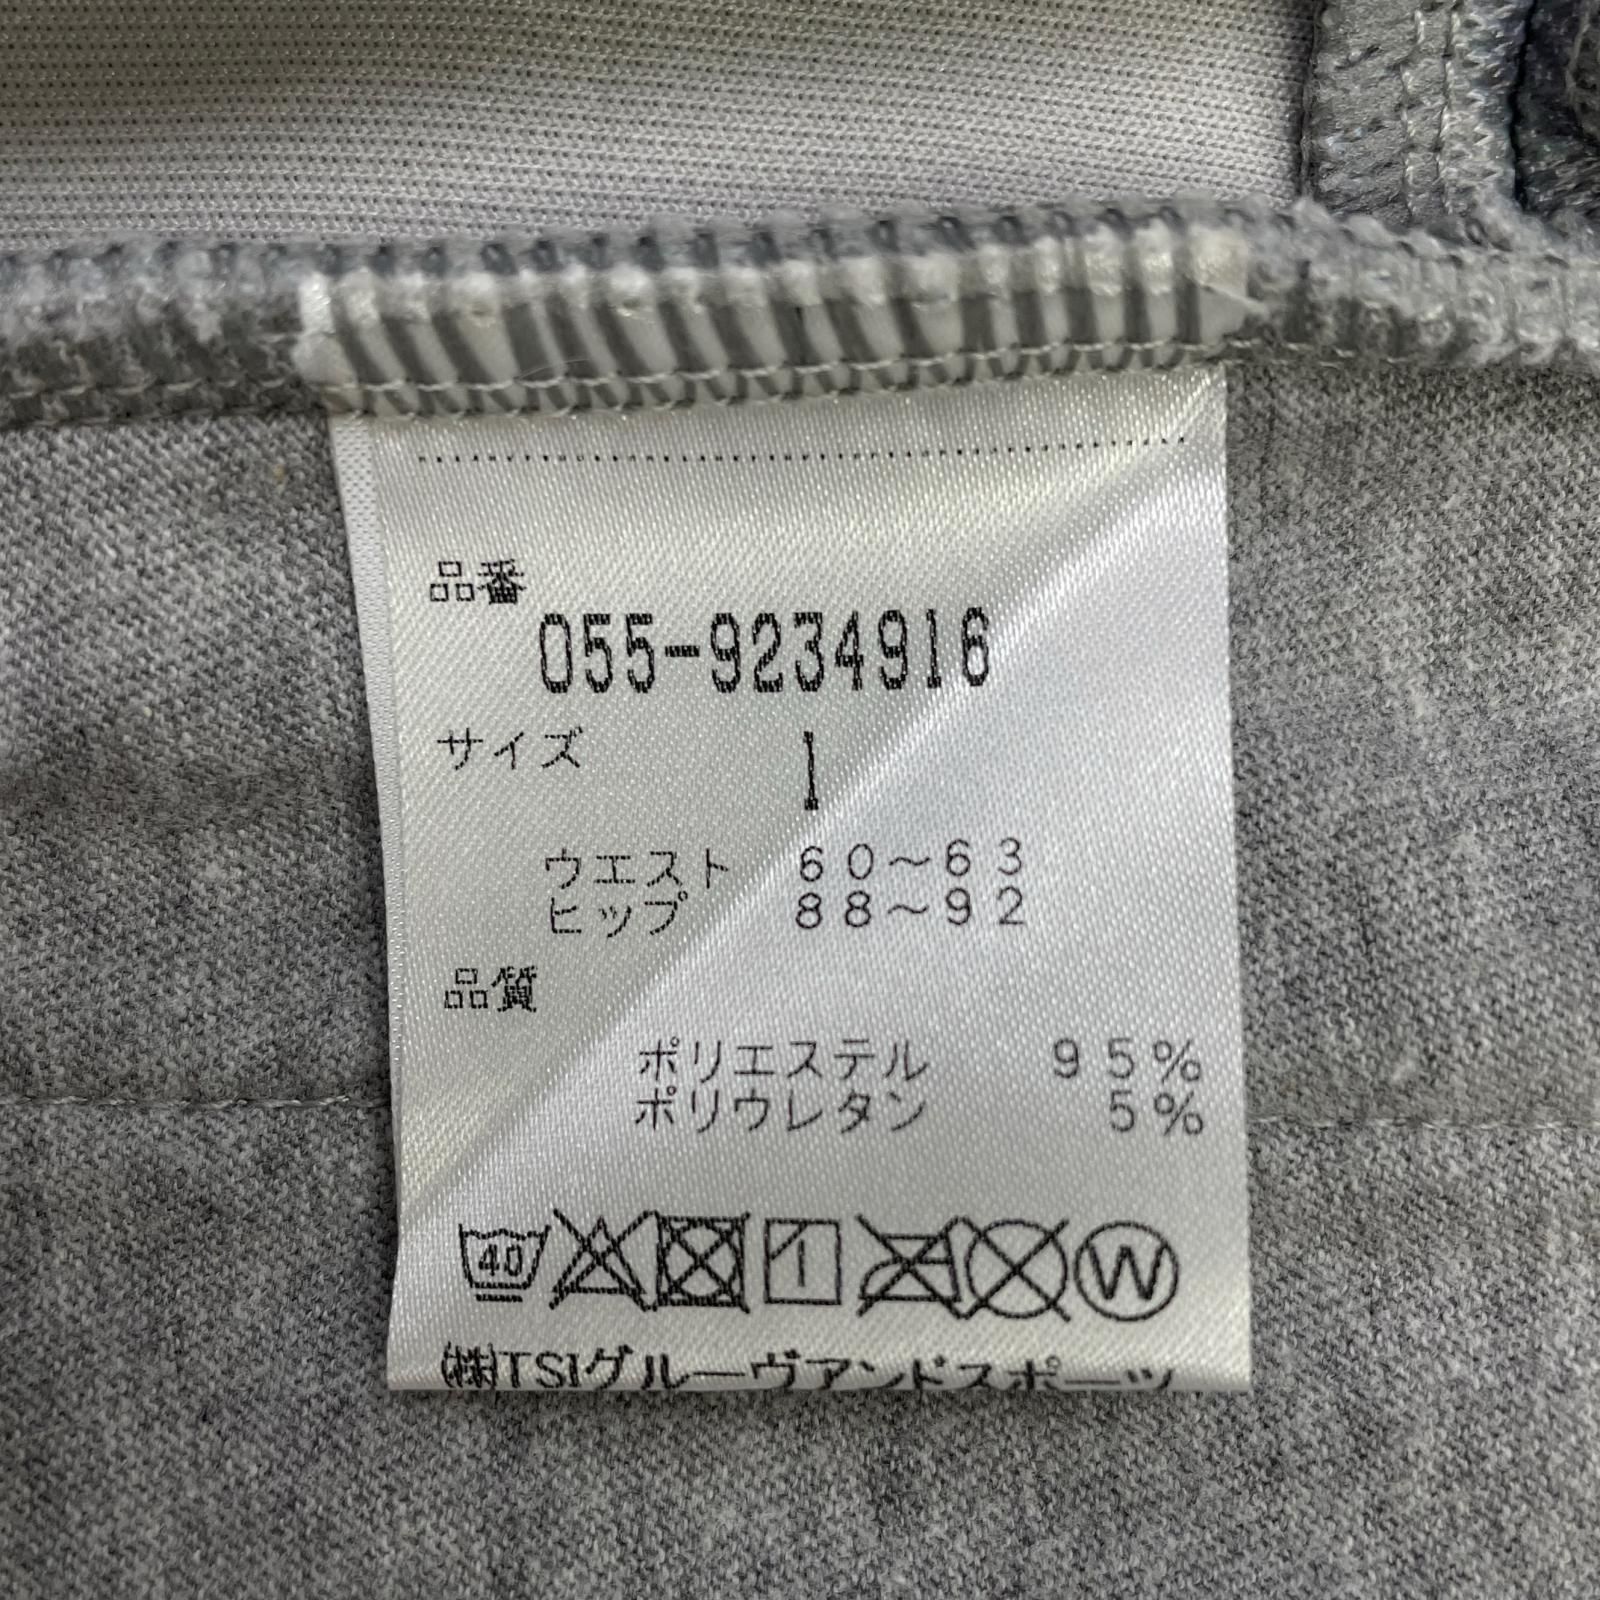 品番
055-9234916
サイズ 1
ウエスト 60～63
ヒップ 88～92
品質
ポリエステル 95%
ポリウレタン 5%
40 W
㈱TSIグルーヴアンドスポーツ